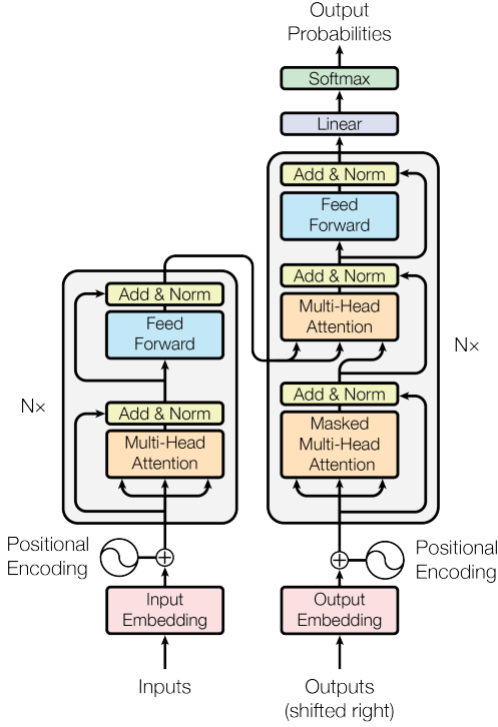 Output
Probabilities
Softmax
Linear
Add & Norm
Feed
Forward
Add & Norm
Multi-Head
Attention
Add & Norm
Masked
Multi-Head
Attention
Nx
Add & Norm
Feed
Forward
Add & Norm
Multi-Head
Attention
N×
Positional
Encoding
Positional
Encoding
Input
Embedding
Output
Embedding
Inputs
Outputs
(shifted right)